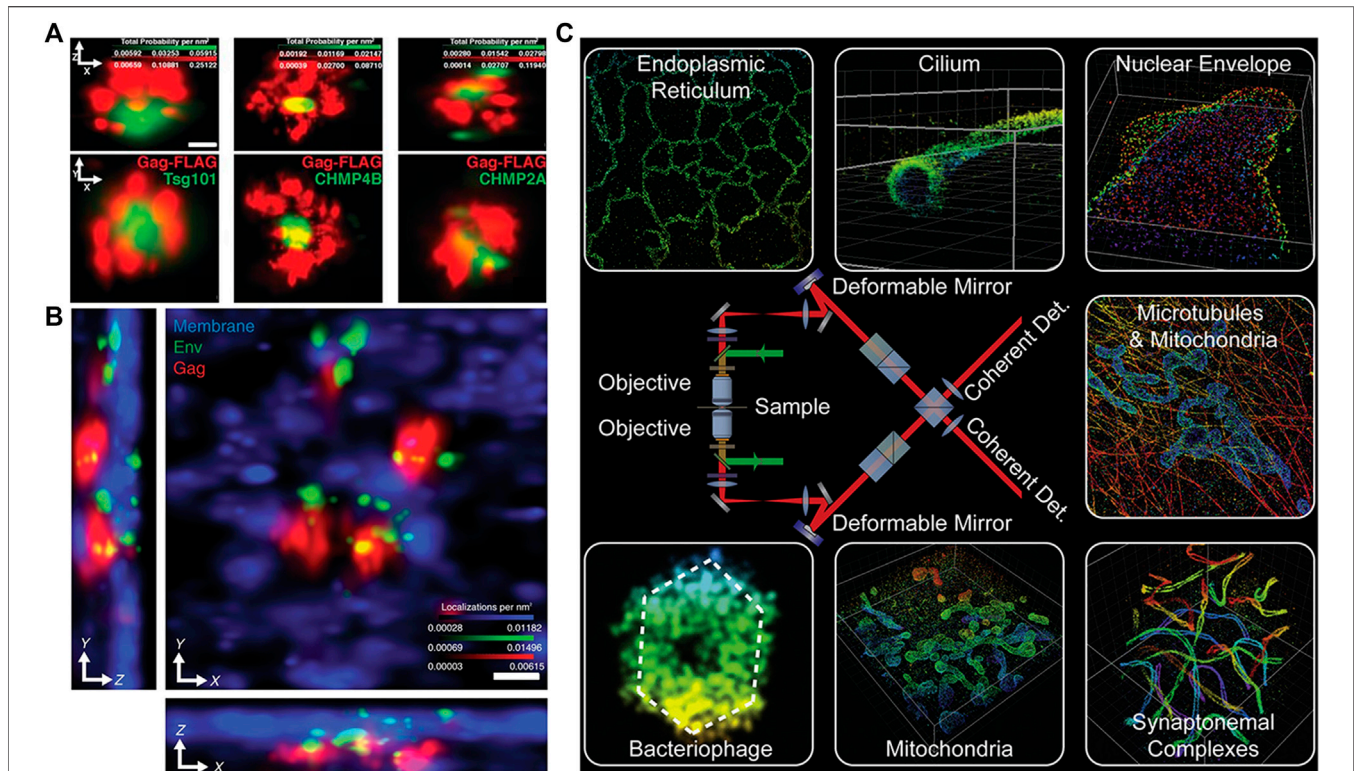 A
Total Probability per nm²
0.00592 0.03253 0.05915
0.00659 0.10881 0.25122
Z
X
Total Probability per nm²
0.00192 0.01169 0.02147
0.00039 0.02700 0.08710
Total Probability per nm²
0.00280 0.01542 0.02798
0.00014 0.02707 0.11940
Y
X
Gag-FLAG
Tsg101
Gag-FLAG
CHMP4B
Gag-FLAG
CHMP2A
B
Membrane
Env
Gag
Localizations per nm²
0.00028 0.01182
0.00069 0.01496
0.00003 0.00615
Y
Z
Y
X
Z
X
C
Endoplasmic
Reticulum
Cilium
Nuclear Envelope
Deformable Mirror
Objective
Sample
Objective
Coherent Det.
Coherent Det.
Deformable Mirror
Microtubules
& Mitochondria
Bacteriophage
Mitochondria
Synaptonemal
Complexes